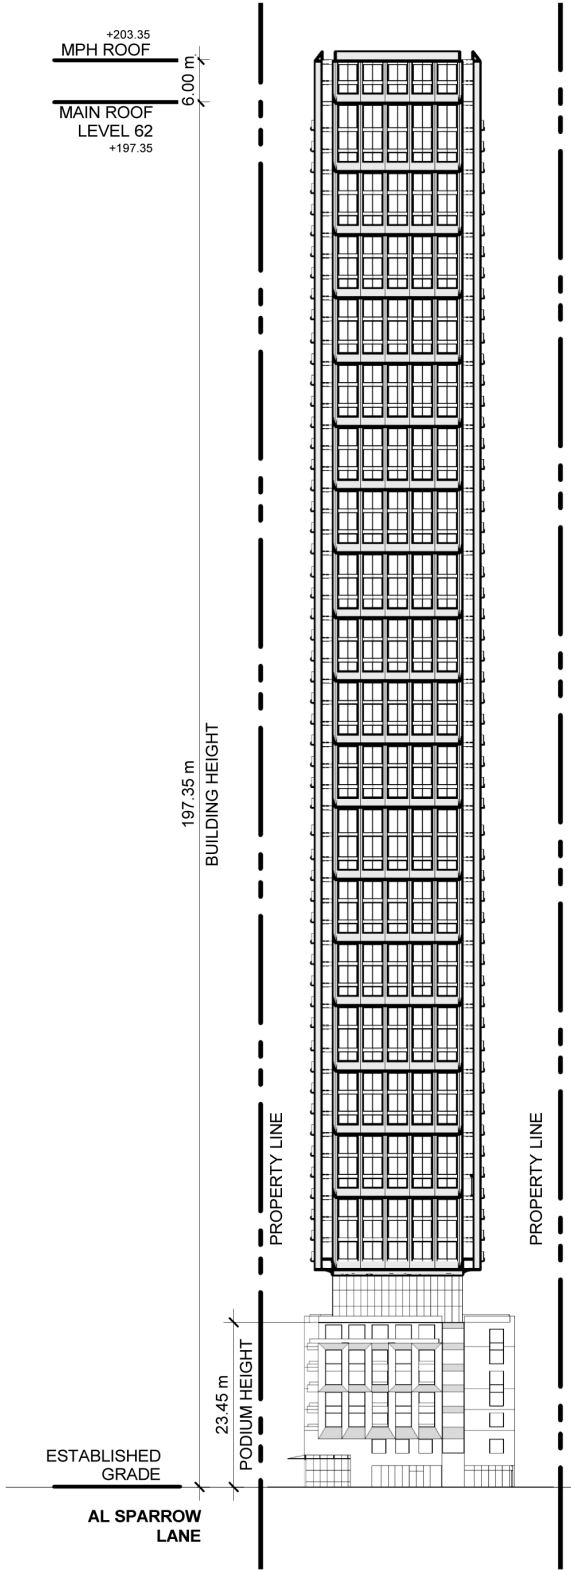 +203.35
MPH ROOF
6.00 m
MAIN ROOF
LEVEL 62
+197.35
197.35 m
BUILDING HEIGHT
PROPERTY LINE
PROPERTY LINE
23.45 m
PODIUM HEIGHT
ESTABLISHED
GRADE
AL SPARROW
LANE